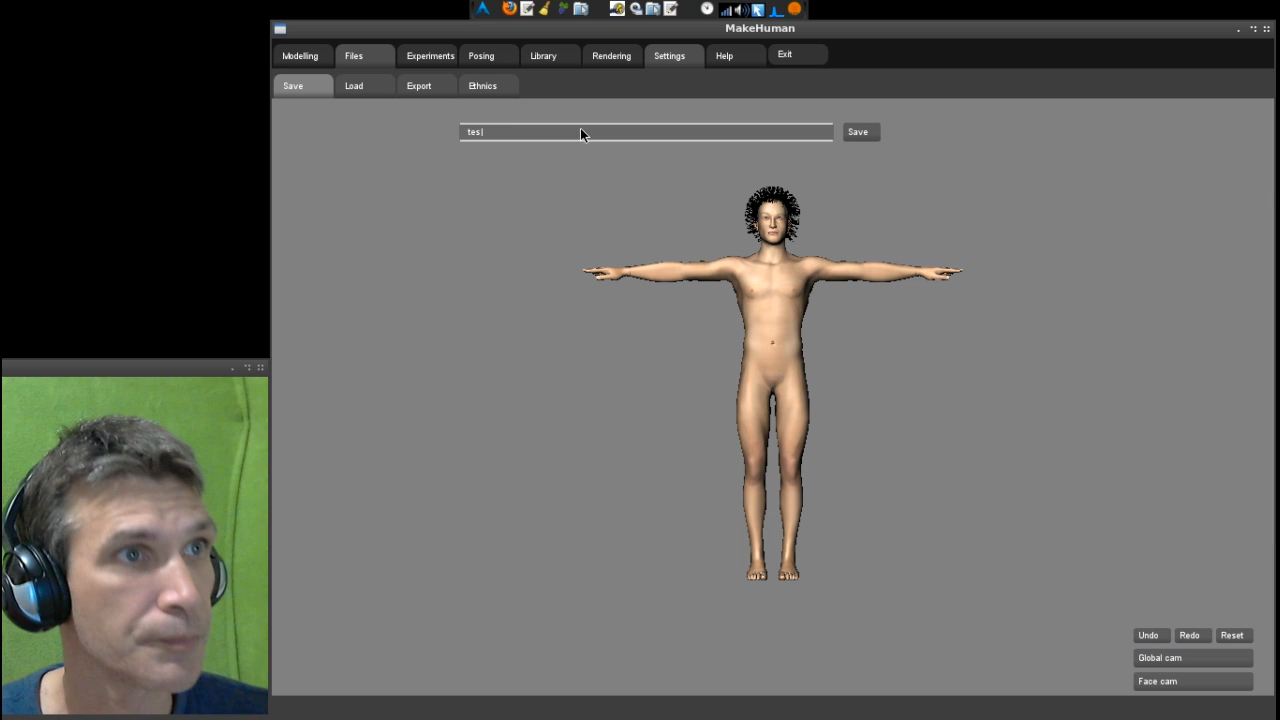 MakeHuman
Modelling Files Experiments Posing Library Rendering Settings Help Exit
Save Load Export Ethnics
tes Save
Undo Redo Reset
Global cam
Face cam